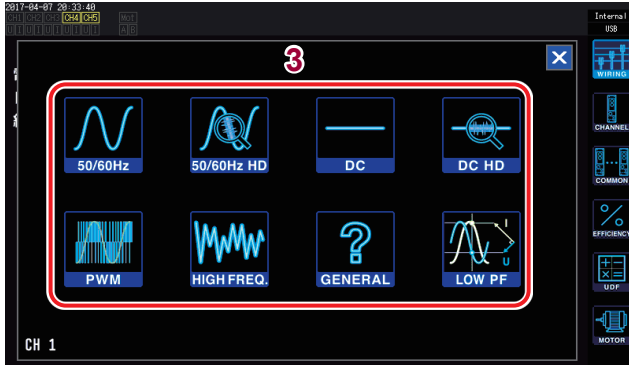 2017-04-07 20:33:40
CH1 CH2 CH3 CH4 CH5 Mot Internal
U I U I U I U I U I A B USB
3
WIRING
50/60Hz 50/60Hz HD DC DC HD
CHANNEL
COMMON
EFFICIENCY
I
U
PWM HIGH FREQ. GENERAL LOW PF
UDF
MOTOR
CH 1